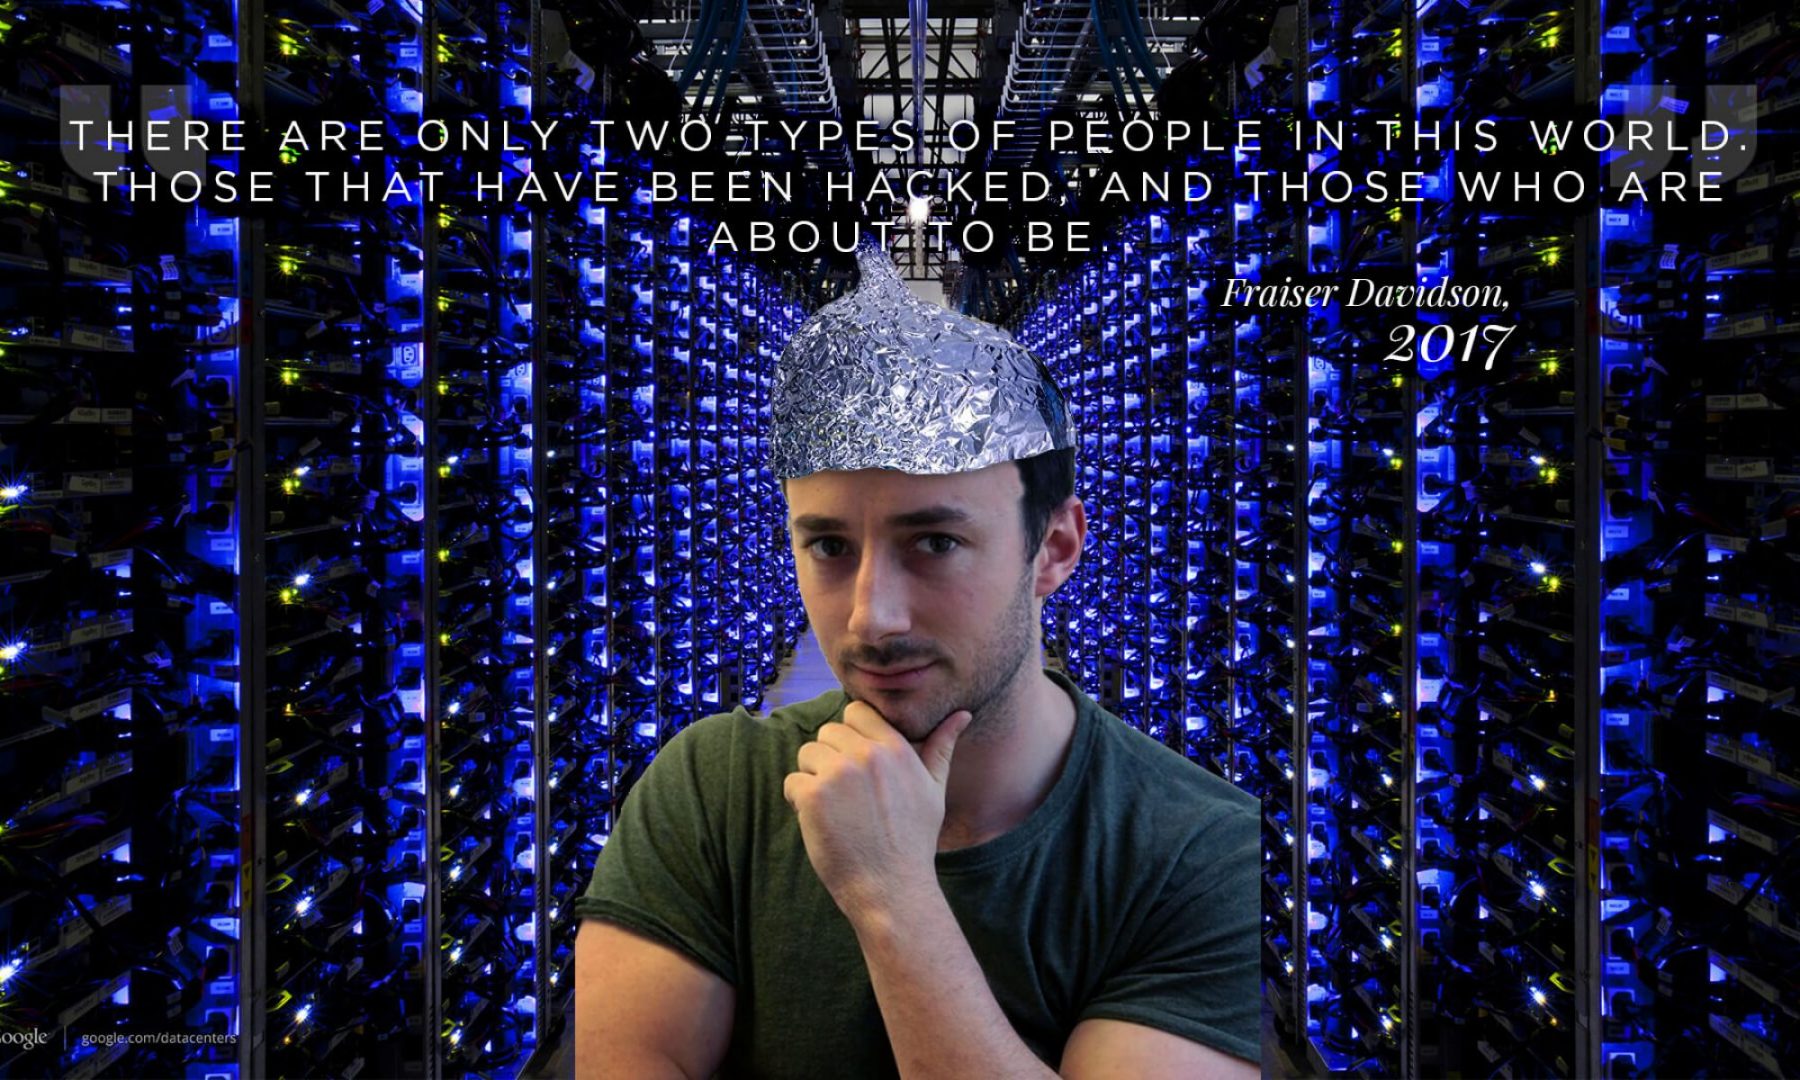 THERE ARE ONLY TWO TYPES OF PEOPLE IN THIS WORLD.
THOSE THAT HAVE BEEN HACKED, AND THOSE WHO ARE
ABOUT TO BE.
Fraiser Davidson,
2017
oogle | google.com/datacenters